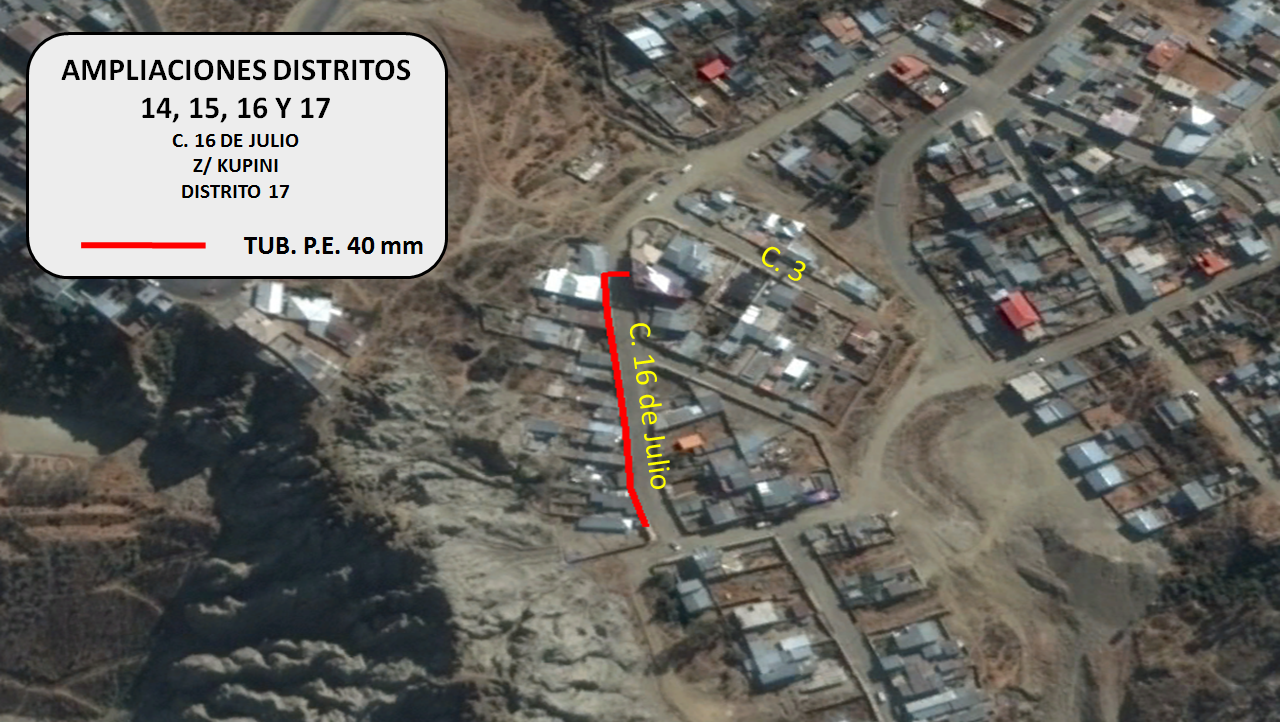 AMPLIACIONES DISTRITOS
14, 15, 16 Y 17
C. 16 DE JULIO
Z/ KUPINI
DISTRITO 17
TUB. P.E. 40 mm
C. 3
C. 16 de Julio